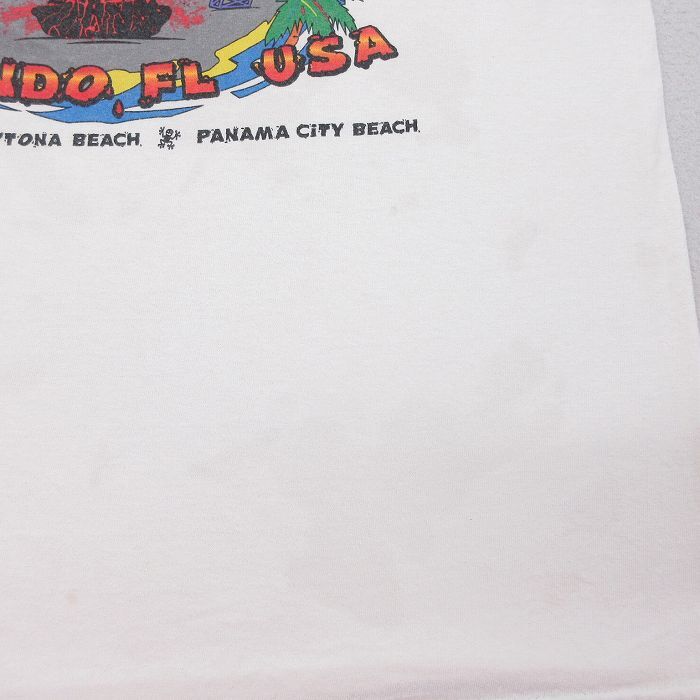 NDO, FL USA
YTONA BEACH. PANAMA CiTY BEACH.